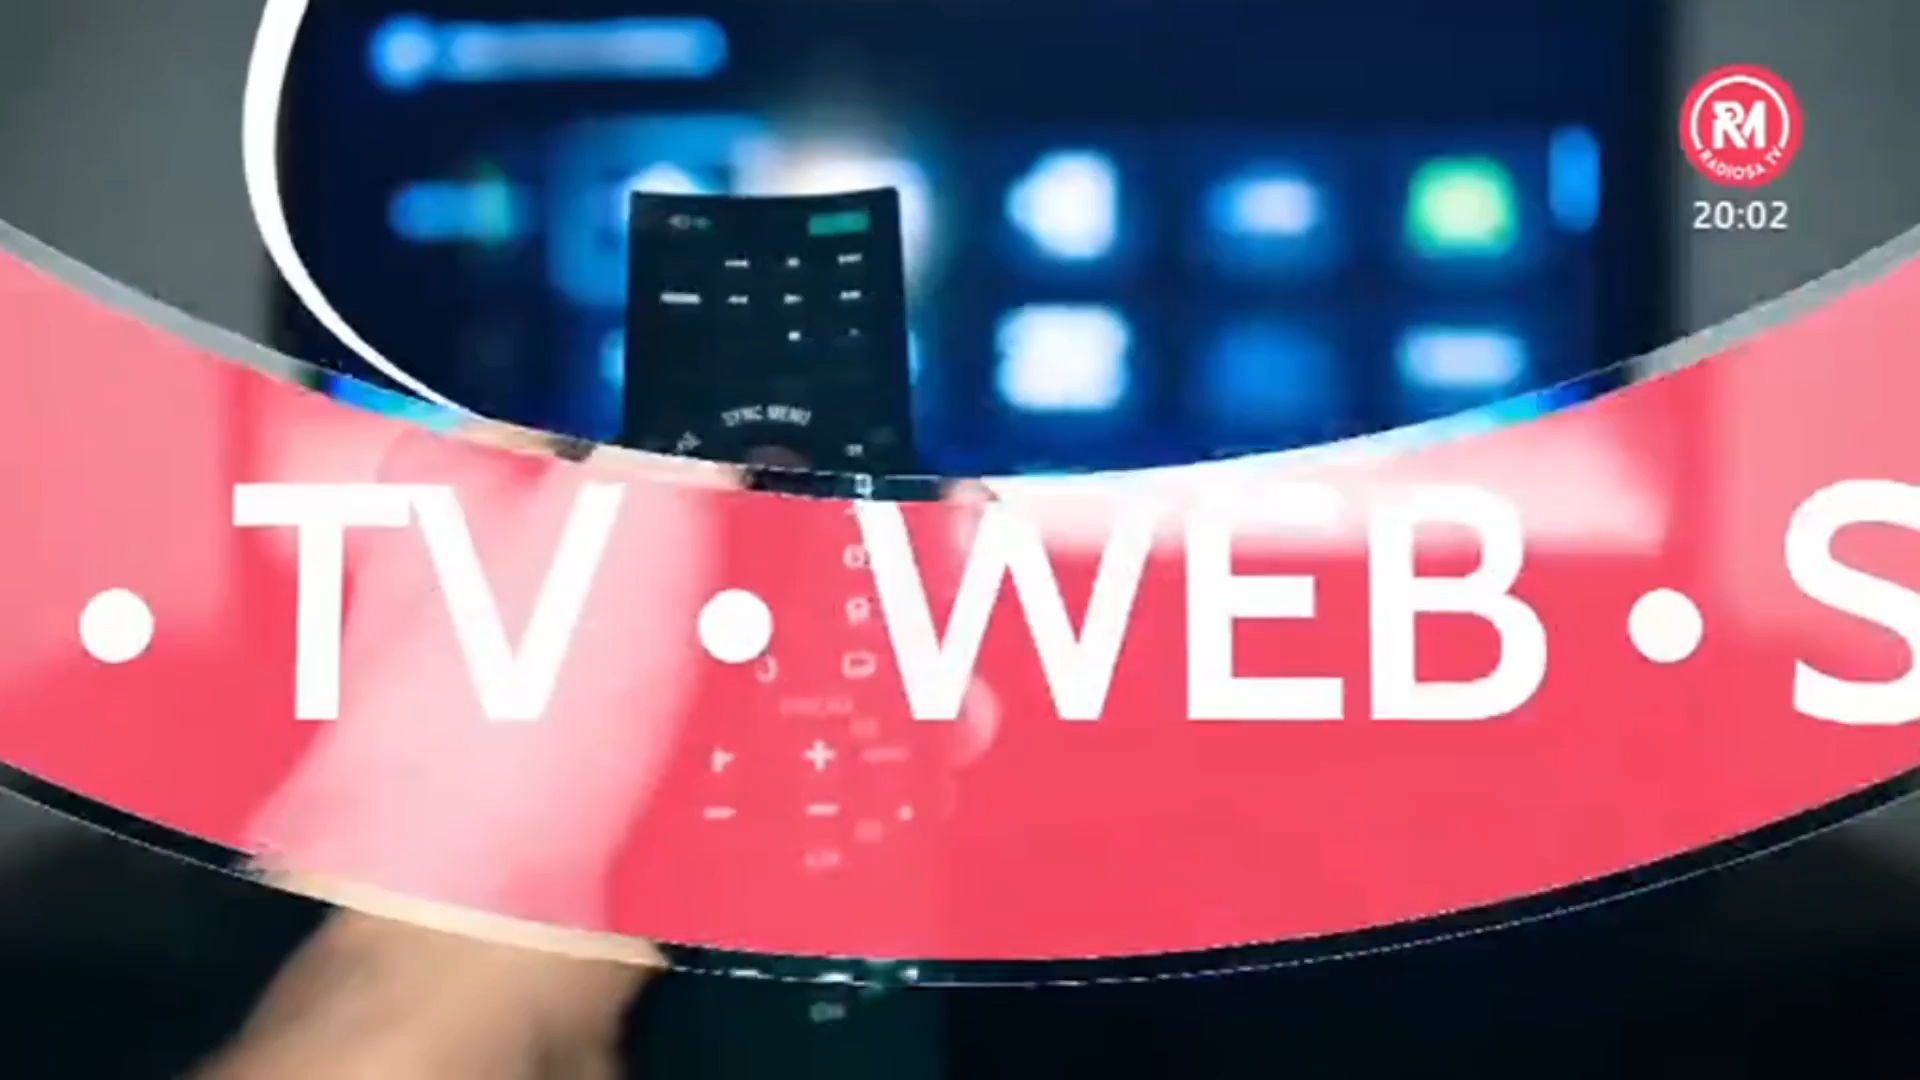 RM
RADIOSA TV
20:02
SYNC MENU
• TV • WEB • S